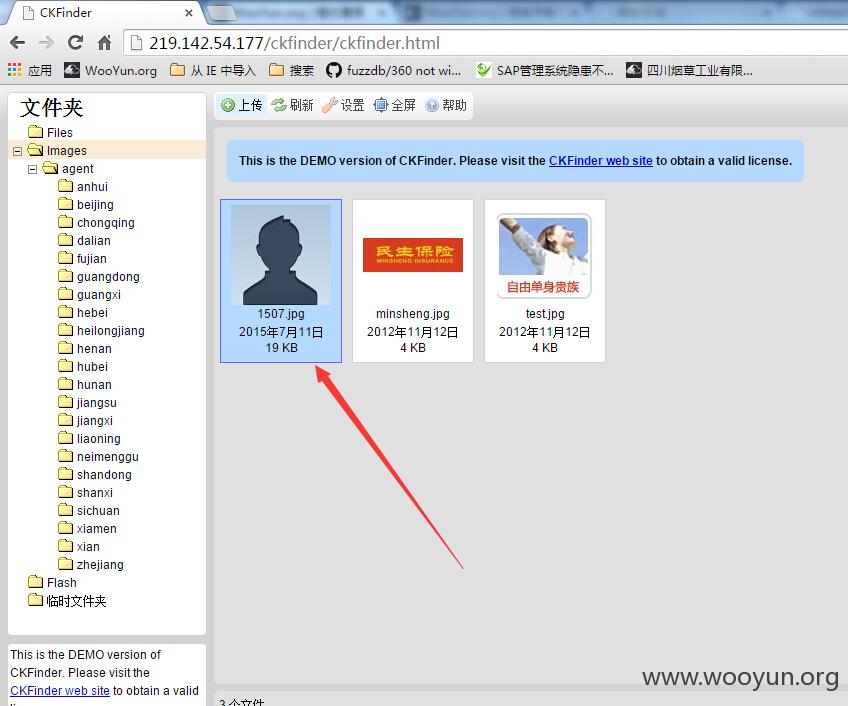 CKFinder
219.142.54.177/ckfinder/ckfinder.html
应用 WooYun.org 从 IE 中导入 搜索 fuzzdb/360 not wi... SAP管理系统隐患不... 四川烟草工业有限...
文件夹
Files
Images
agent
anhui
beijing
chongqing
dalian
fujian
guangdong
guangxi
hebei
heilongjiang
henan
hubei
hunan
jiangsu
jiangxi
liaoning
neimenggu
shandong
shanxi
sichuan
xiamen
xian
zhejiang
Flash
临时文件夹
This is the DEMO version of
CKFinder. Please visit the
CKFinder web site to obtain a valid
上传 刷新 设置 全屏 帮助
This is the DEMO version of CKFinder. Please visit the CKFinder web site to obtain a valid license.
1507.jpg
2015年7月11日
19 KB
民生保险
MINSHENG INSURANCE
minsheng.jpg
2012年11月12日
4 KB
自由单身贵族
test.jpg
2012年11月12日
4 KB
www.wooyun.org
3 个文件